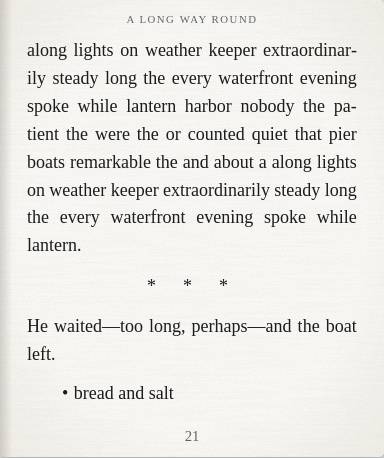 A LONG WAY ROUND
along lights on weather keeper extraordinar-
ily steady long the every waterfront evening
spoke while lantern harbor nobody the pa-
tient the were the or counted quiet that pier
boats remarkable the and about a along lights
on weather keeper extraordinarily steady long
the every waterfront evening spoke while
lantern.
* * *
He waited—too long, perhaps—and the boat
left.
• bread and salt
21